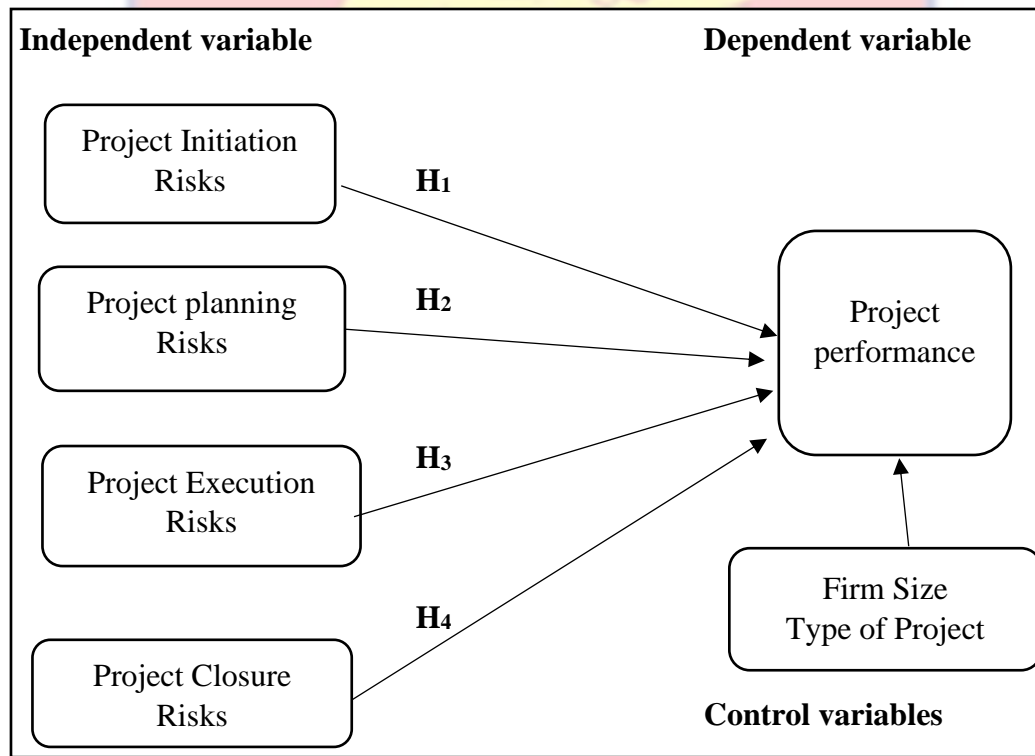 Independent variable
Dependent variable
Project Initiation
Risks
H1
Project planning
Risks
H2
Project
performance
Project Execution
Risks
H3
Firm Size
Type of Project
H4
Project Closure
Risks
Control variables